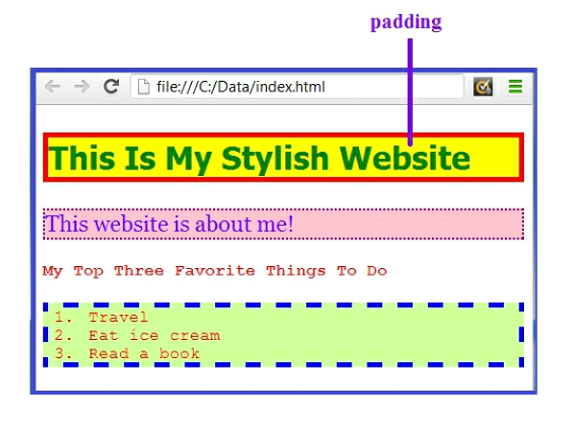 padding
file:///C:/Data/index.html
This Is My Stylish Website
This website is about me!
My Top Three Favorite Things To Do
1. Travel
2. Eat ice cream
3. Read a book